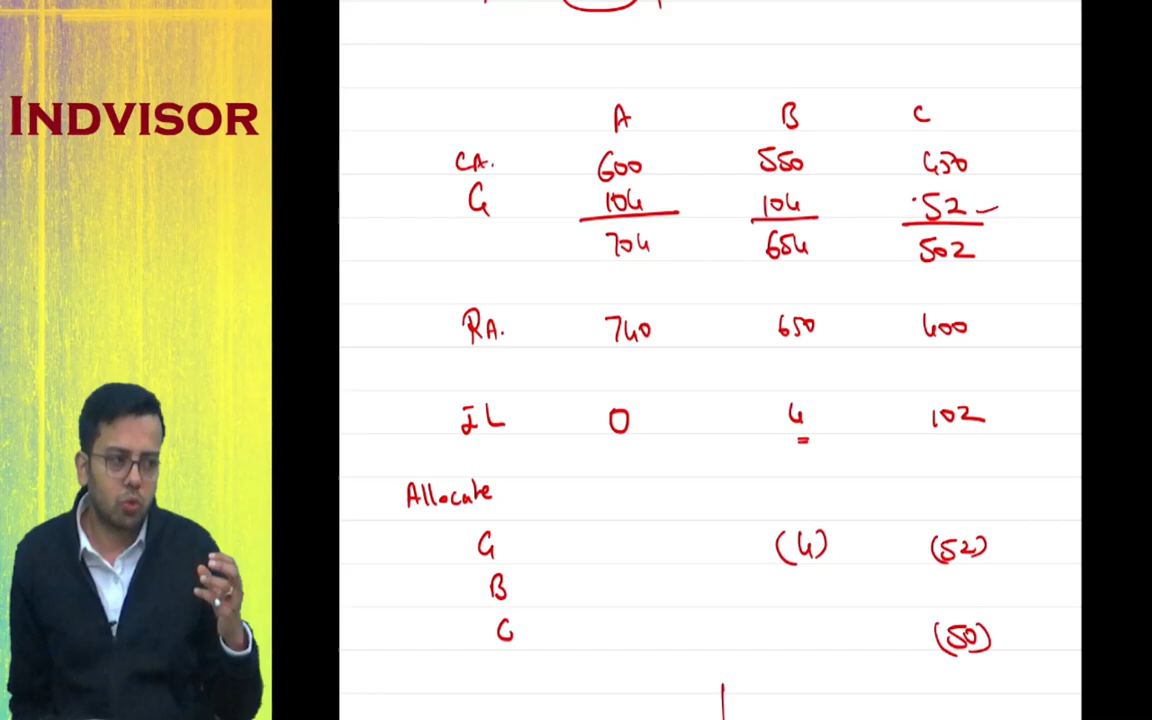 INDVISOR
A B C
CA. 600 550 450
G 104 104 52
704 654 502
RA. 740 650 400
IL 0 4 102
Allocate
G (4) (52)
B
C (50)